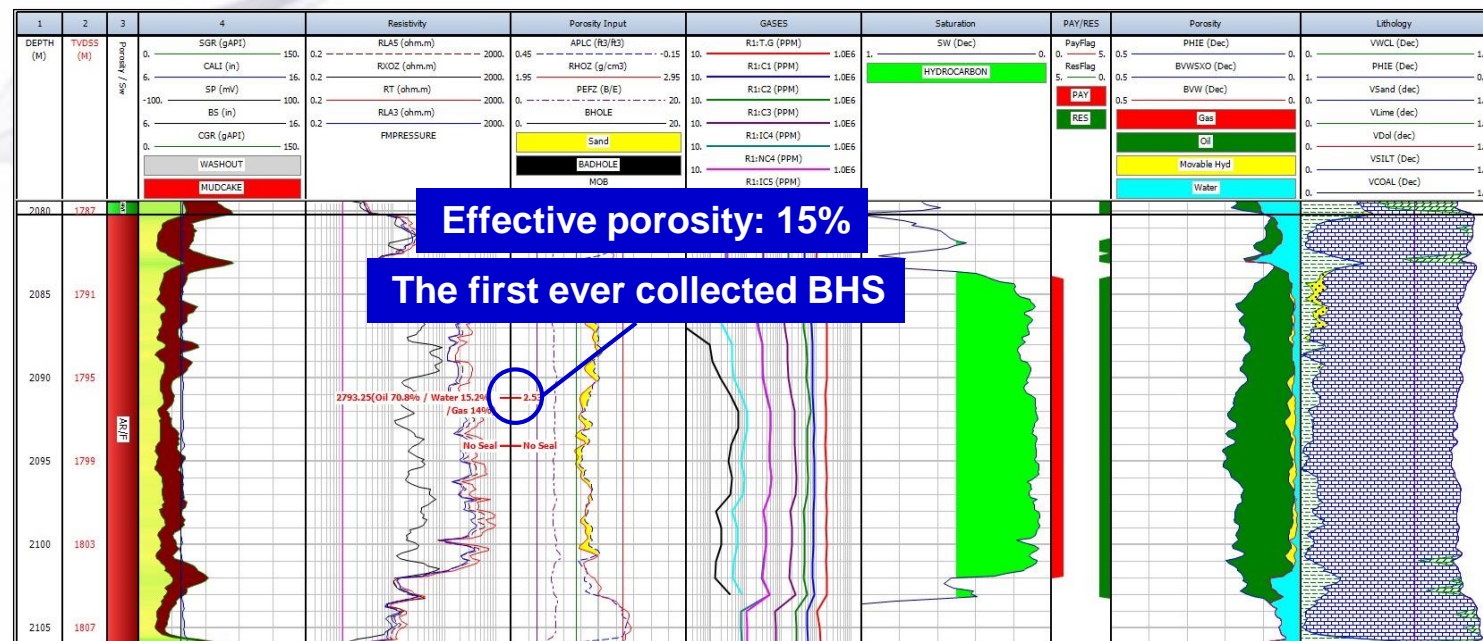 1 2 3 4 Resistivity Porosity Input GASES Saturation PAY/RES Porosity Lithology
DEPTH (M)
TVDSS (M)
Porosity / Sw
SGR (gAPI)
0. 150.
CALI (in)
6. 16.
SP (mV)
-100. 100.
BS (in)
6. 16.
CGR (gAPI)
0. 150.
WASHOUT
MUDCAKE
RLA5 (ohm.m)
0.2 2000.
RXOZ (ohm.m)
0.2 2000.
RT (ohm.m)
0.2 2000.
RLA3 (ohm.m)
0.2 2000.
FMPRESSURE
APLC (ft3/ft3)
0.45 -0.15
RHOZ (g/cm3)
1.95 2.95
PEFZ (B/E)
0. 20.
BHOLE
0. 20.
Sand
BADHOLE
MOB
R1:T.G (PPM)
10. 1.0E6
R1:C1 (PPM)
10. 1.0E6
R1:C2 (PPM)
10. 1.0E6
R1:C3 (PPM)
10. 1.0E6
R1:IC4 (PPM)
10. 1.0E6
R1:NC4 (PPM)
10. 1.0E6
R1:IC5 (PPM)
SW (Dec)
1. 0.
HYDROCARBON
PayFlag
0. 5.
ResFlag
5. 0.
PAY
RES
PHIE (Dec)
0.5 0.
BVWSXO (Dec)
0.5 0.
BVW (Dec)
0.5 0.
Gas
Oil
Movable Hyd
Water
VWCL (Dec)
0.
PHIE (Dec)
1.
VSand (dec)
0.
VLime (dec)
0.
VDol (dec)
0.
VSILT (Dec)
0.
VCOAL (Dec)
0.
2080 1787
Effective porosity: 15%
The first ever collected BHS
2085 1791
2090 1795
2793.25(Oil 70.8% / Water 15.2% 2.53
/Gas 14%
AR/F
No Seal No Seal
2095 1799
2100 1803
2105 1807